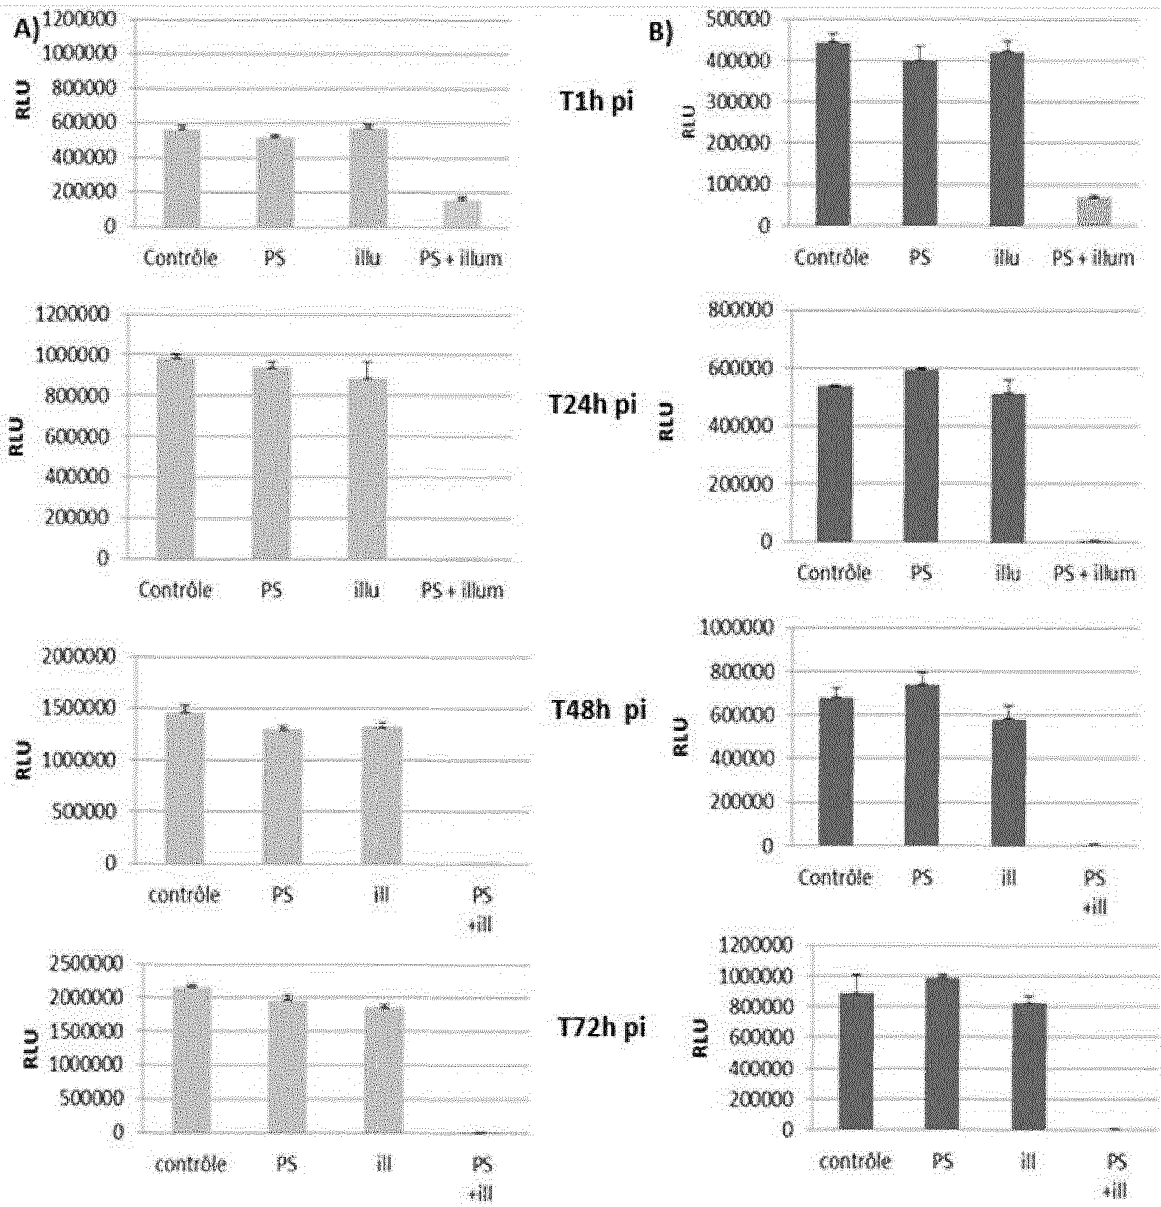 A)
RLU
1200000
1000000
800000
600000
400000
200000
0
Contrôle PS illu PS + illum
T1h pi
B)
RLU
500000
400000
300000
200000
100000
0
Contrôle PS illu PS + illum
RLU
1200000
1000000
800000
600000
400000
200000
0
Contrôle PS illu PS + illum
T24h pi
RLU
800000
600000
400000
200000
0
Contrôle PS illu PS + illum
RLU
2000000
1500000
1000000
500000
0
contrôle PS ill PS
+ill
T48h pi
RLU
1000000
800000
600000
400000
200000
0
Contrôle PS ill PS
+ill
RLU
2500000
2000000
1500000
1000000
500000
0
contrôle PS ill PS
+ill
T72h pi
RLU
1200000
1000000
800000
600000
400000
200000
0
contrôle PS ill PS
+ill